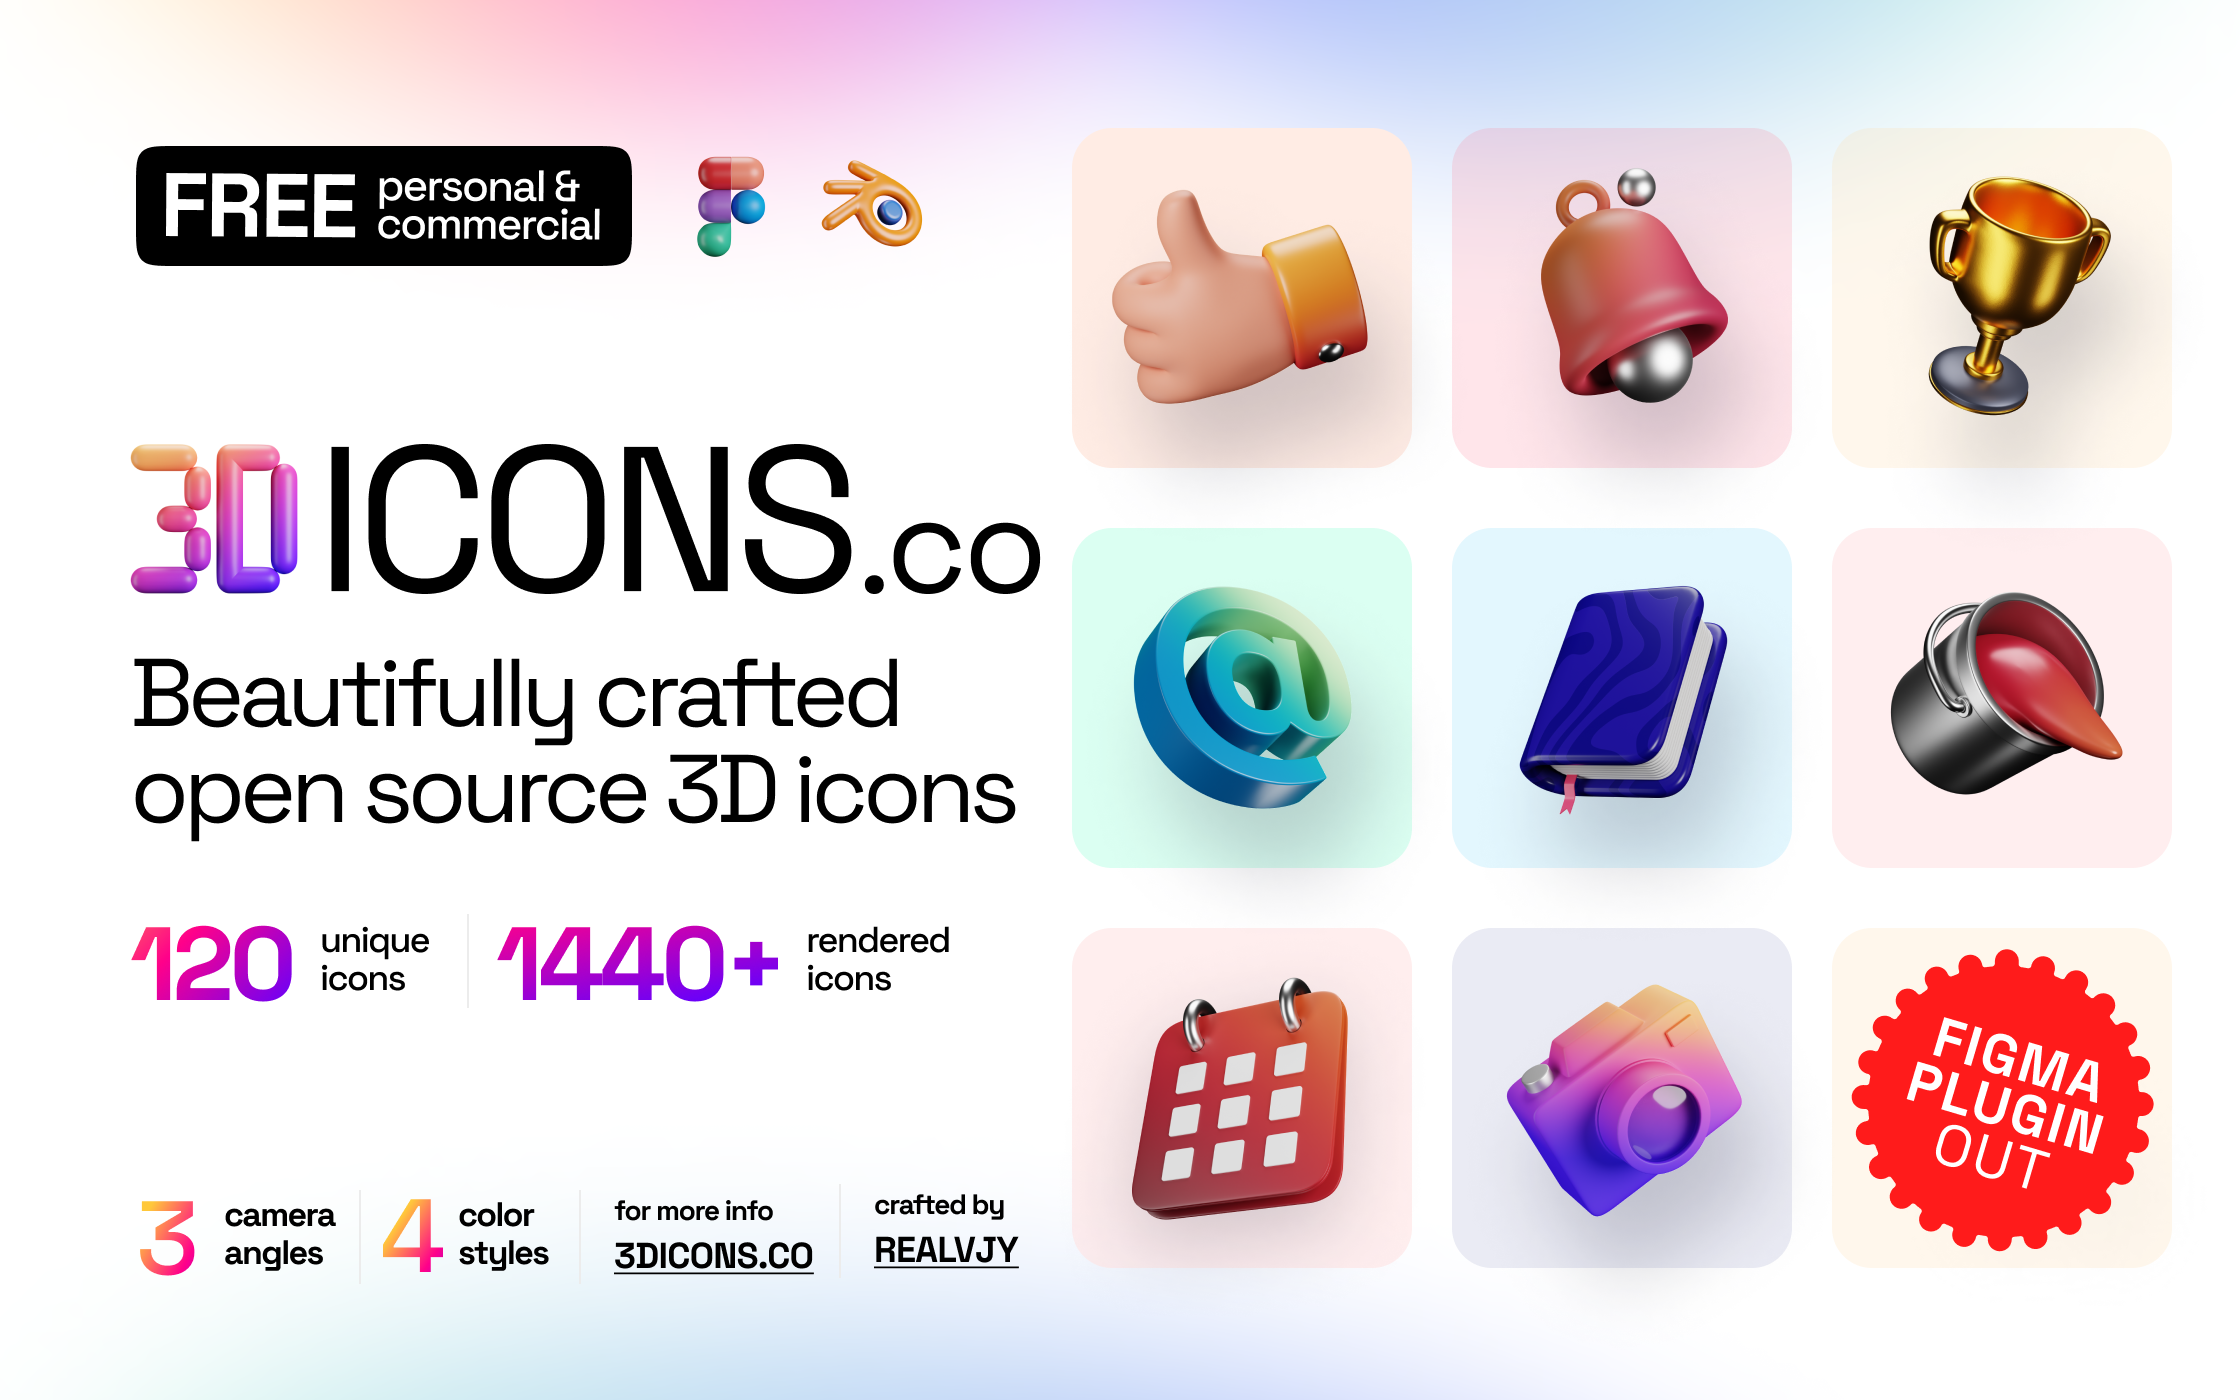 FREE personal &
commercial
3D ICONS.co
Beautifully crafted
open source 3D icons
120 unique
icons
1440+ rendered
icons
3 camera
angles
4 color
styles
for more info
3DICONS.CO
crafted by
REALVJY
@
FIGMA
PLUGIN
OUT